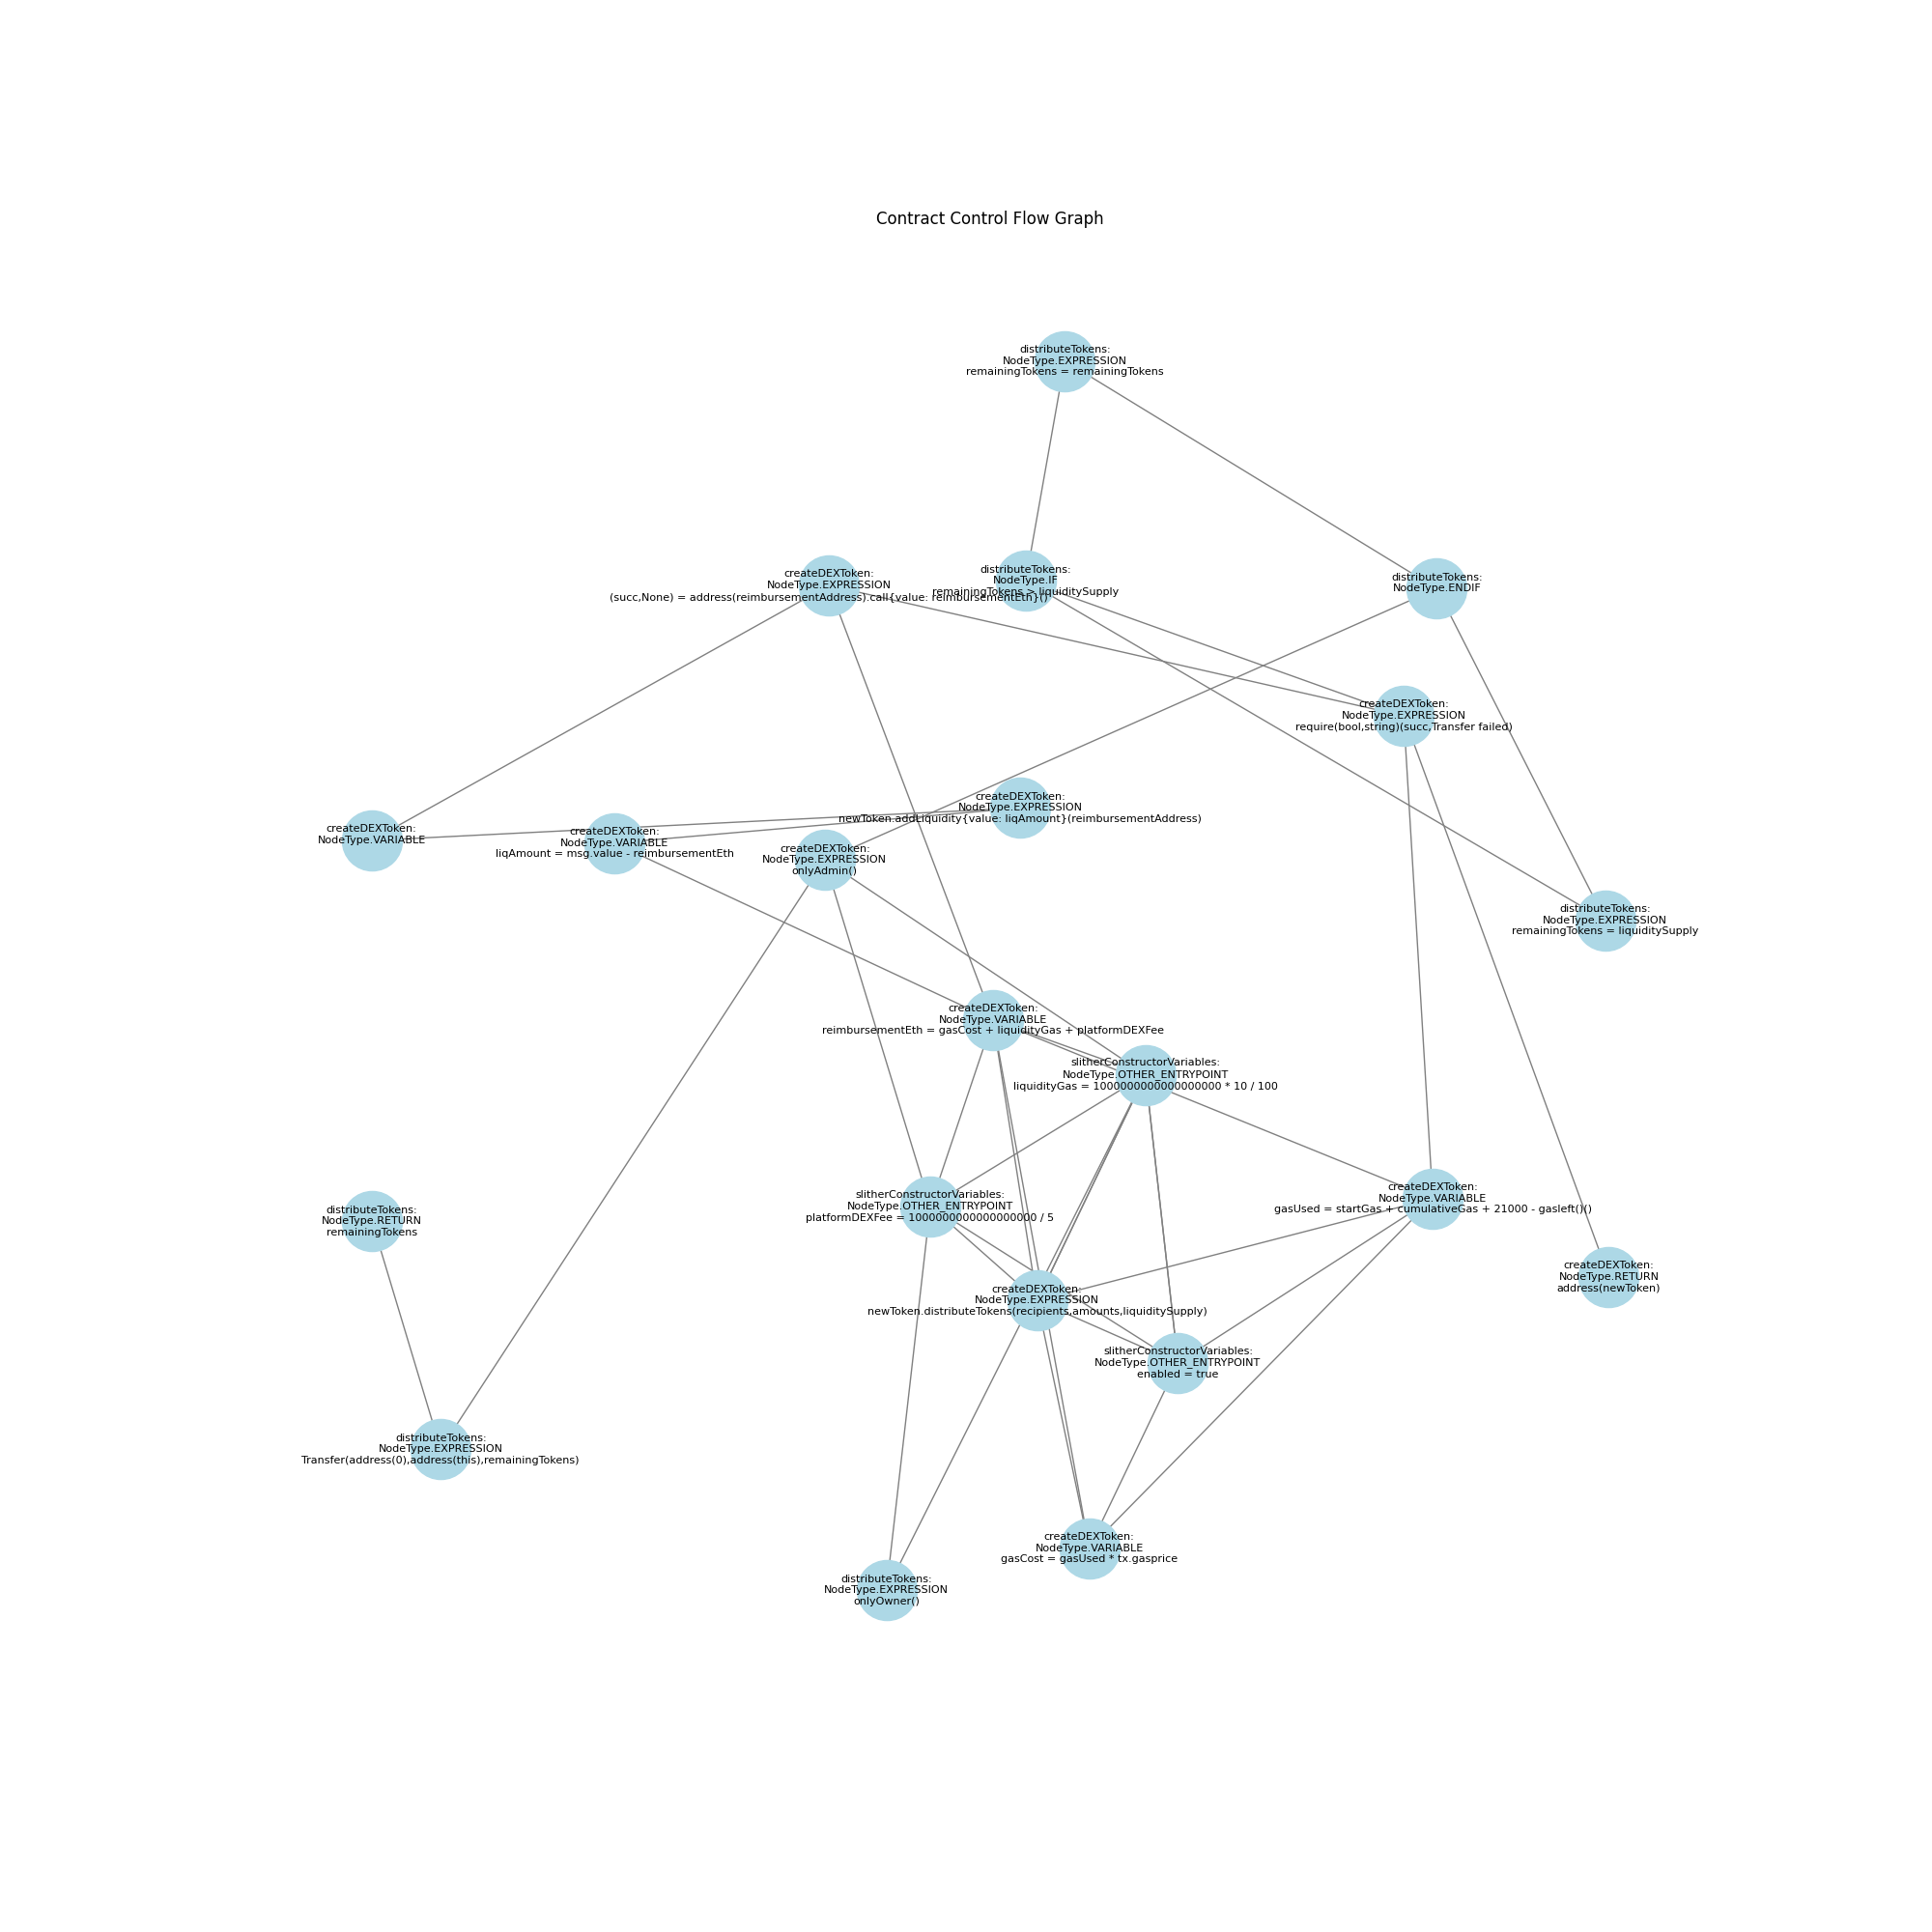 Contract Control Flow Graph
distributeTokens:
NodeType.EXPRESSION
remainingTokens = remainingTokens
createDEXToken:
NodeType.EXPRESSION
(succ,None) = address(reimbursementAddress).call{value: reimbursementEth}()
distributeTokens:
NodeType.IF
remainingTokens > liquiditySupply
distributeTokens:
NodeType.ENDIF
createDEXToken:
NodeType.EXPRESSION
require(bool,string)(succ,Transfer failed)
createDEXToken:
NodeType.VARIABLE
createDEXToken:
NodeType.VARIABLE
liqAmount = msg.value - reimbursementEth
createDEXToken:
NodeType.EXPRESSION
newToken.addLiquidity{value: liqAmount}(reimbursementAddress)
createDEXToken:
NodeType.EXPRESSION
onlyAdmin()
distributeTokens:
NodeType.EXPRESSION
remainingTokens = liquiditySupply
createDEXToken:
NodeType.VARIABLE
reimbursementEth = gasCost + liquidityGas + platformDEXFee
slitherConstructorVariables:
NodeType.OTHER_ENTRYPOINT
liquidityGas = 1000000000000000000 * 10 / 100
slitherConstructorVariables:
NodeType.OTHER_ENTRYPOINT
platformDEXFee = 1000000000000000000 / 5
createDEXToken:
NodeType.VARIABLE
gasUsed = startGas + cumulativeGas + 21000 - gasleft()()
distributeTokens:
NodeType.RETURN
remainingTokens
createDEXToken:
NodeType.RETURN
address(newToken)
createDEXToken:
NodeType.EXPRESSION
newToken.distributeTokens(recipients,amounts,liquiditySupply)
slitherConstructorVariables:
NodeType.OTHER_ENTRYPOINT
enabled = true
distributeTokens:
NodeType.EXPRESSION
Transfer(address(0),address(this),remainingTokens)
createDEXToken:
NodeType.VARIABLE
gasCost = gasUsed * tx.gasprice
distributeTokens:
NodeType.EXPRESSION
onlyOwner()